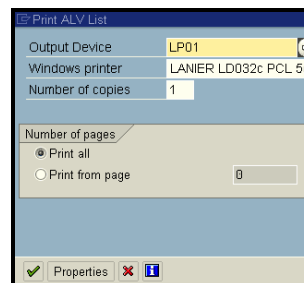 Print ALV List
Output Device LP01
Windows printer LANIER LD032c PCL 5
Number of copies 1
Number of pages
Print all
Print from page 0
Properties